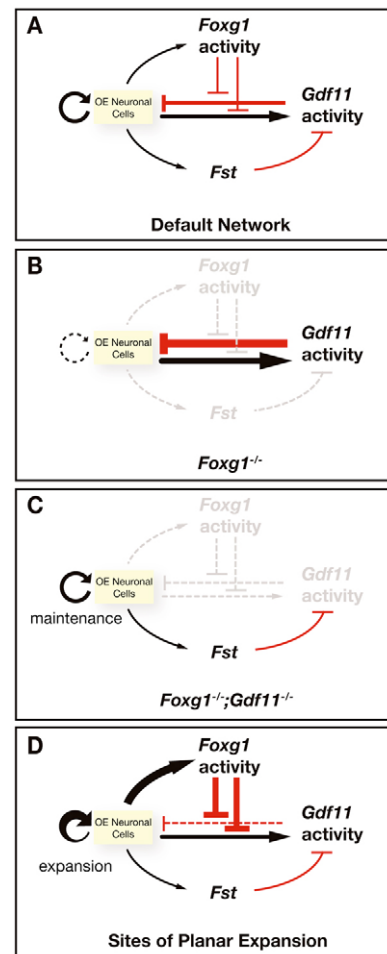 A
Foxg1
activity
OE Neuronal
Cells
Gdf11
activity
Fst
Default Network
B
Foxg1
activity
OE Neuronal
Cells
Gdf11
activity
Fst
Foxg1-/-
C
Foxg1
activity
OE Neuronal
Cells
Gdf11
activity
maintenance
Fst
Foxg1-/-;Gdf11-/-
D
Foxg1
activity
OE Neuronal
Cells
Gdf11
activity
expansion
Fst
Sites of Planar Expansion